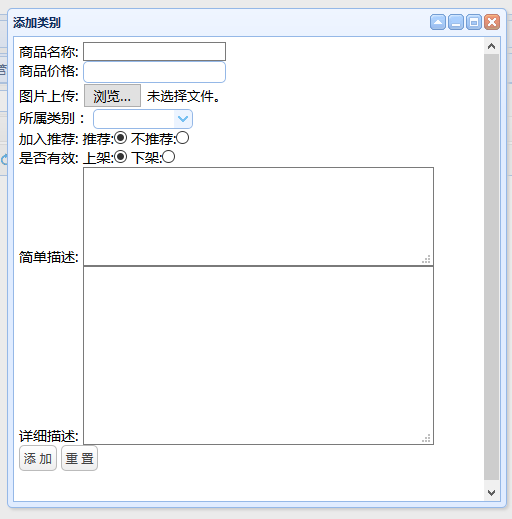 添加类别
商品名称:
商品价格:
图片上传: 浏览... 未选择文件。
所属类别 :
加入推荐: 推荐: 不推荐:
是否有效: 上架: 下架:
简单描述:
详细描述:
添 加 重 置